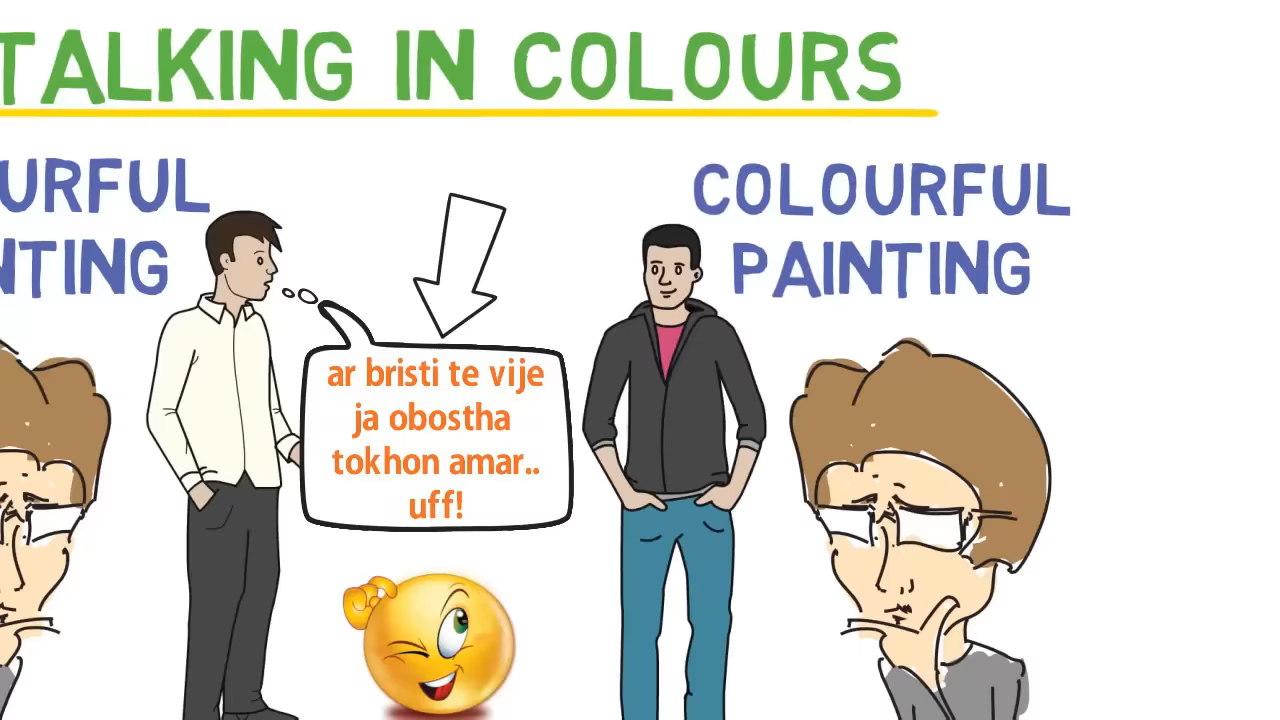 TALKING IN COLOURS
URFUL
NTING
COLOURFUL
PAINTING
ar bristi te vije
ja obostha
tokhon amar..
uff!